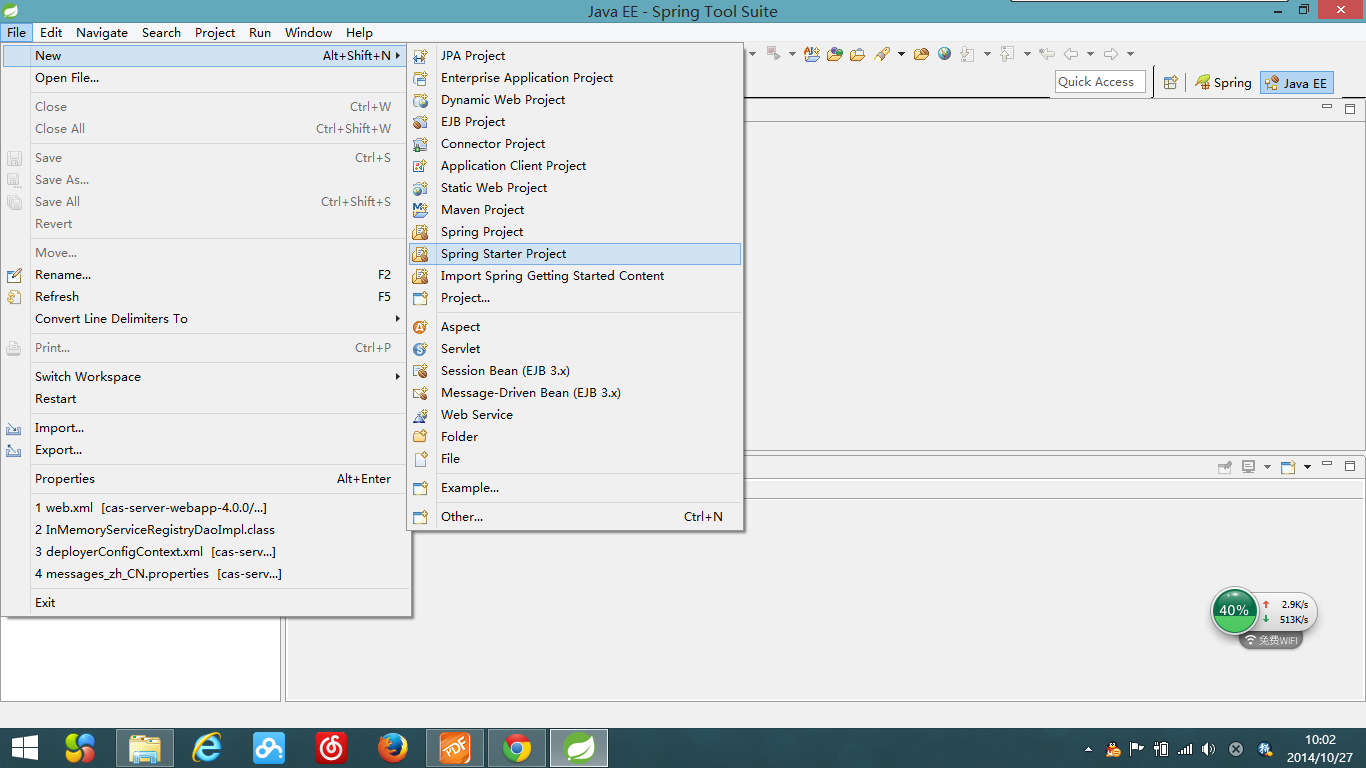 Java EE - Spring Tool Suite
File Edit Navigate Search Project Run Window Help
New Alt+Shift+N
Open File...
Close Ctrl+W
Close All Ctrl+Shift+W
Save Ctrl+S
Save As...
Save All Ctrl+Shift+S
Revert
Move...
Rename... F2
Refresh F5
Convert Line Delimiters To
Print... Ctrl+P
Switch Workspace
Restart
Import...
Export...
Properties Alt+Enter
1 web.xml [cas-server-webapp-4.0.0/...]
2 InMemoryServiceRegistryDaoImpl.class
3 deployerConfigContext.xml [cas-serv...]
4 messages_zh_CN.properties [cas-serv...]
Exit
JPA Project
Enterprise Application Project
Dynamic Web Project
EJB Project
Connector Project
Application Client Project
Static Web Project
Maven Project
Spring Project
Spring Starter Project
Import Spring Getting Started Content
Project...
Aspect
Servlet
Session Bean (EJB 3.x)
Message-Driven Bean (EJB 3.x)
Web Service
Folder
File
Example...
Other... Ctrl+N
Quick Access
Spring
Java EE
40%
2.9K/s
513K/s
免费WIFI
PDF
10:02
2014/10/27